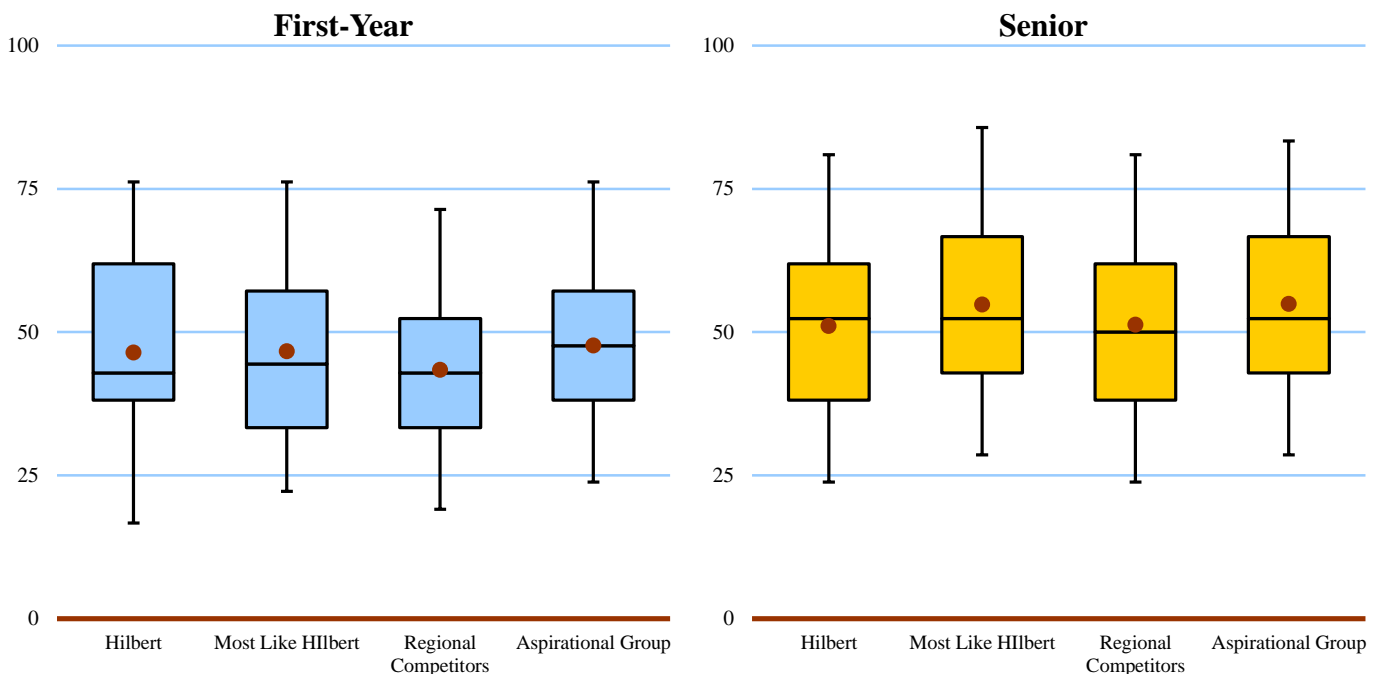 First-Year
100
75
50
25
0
Hilbert
Most Like HIlbert
Regional
Competitors
Aspirational Group
Senior
100
75
50
25
0
Hilbert
Most Like HIlbert
Regional
Competitors
Aspirational Group